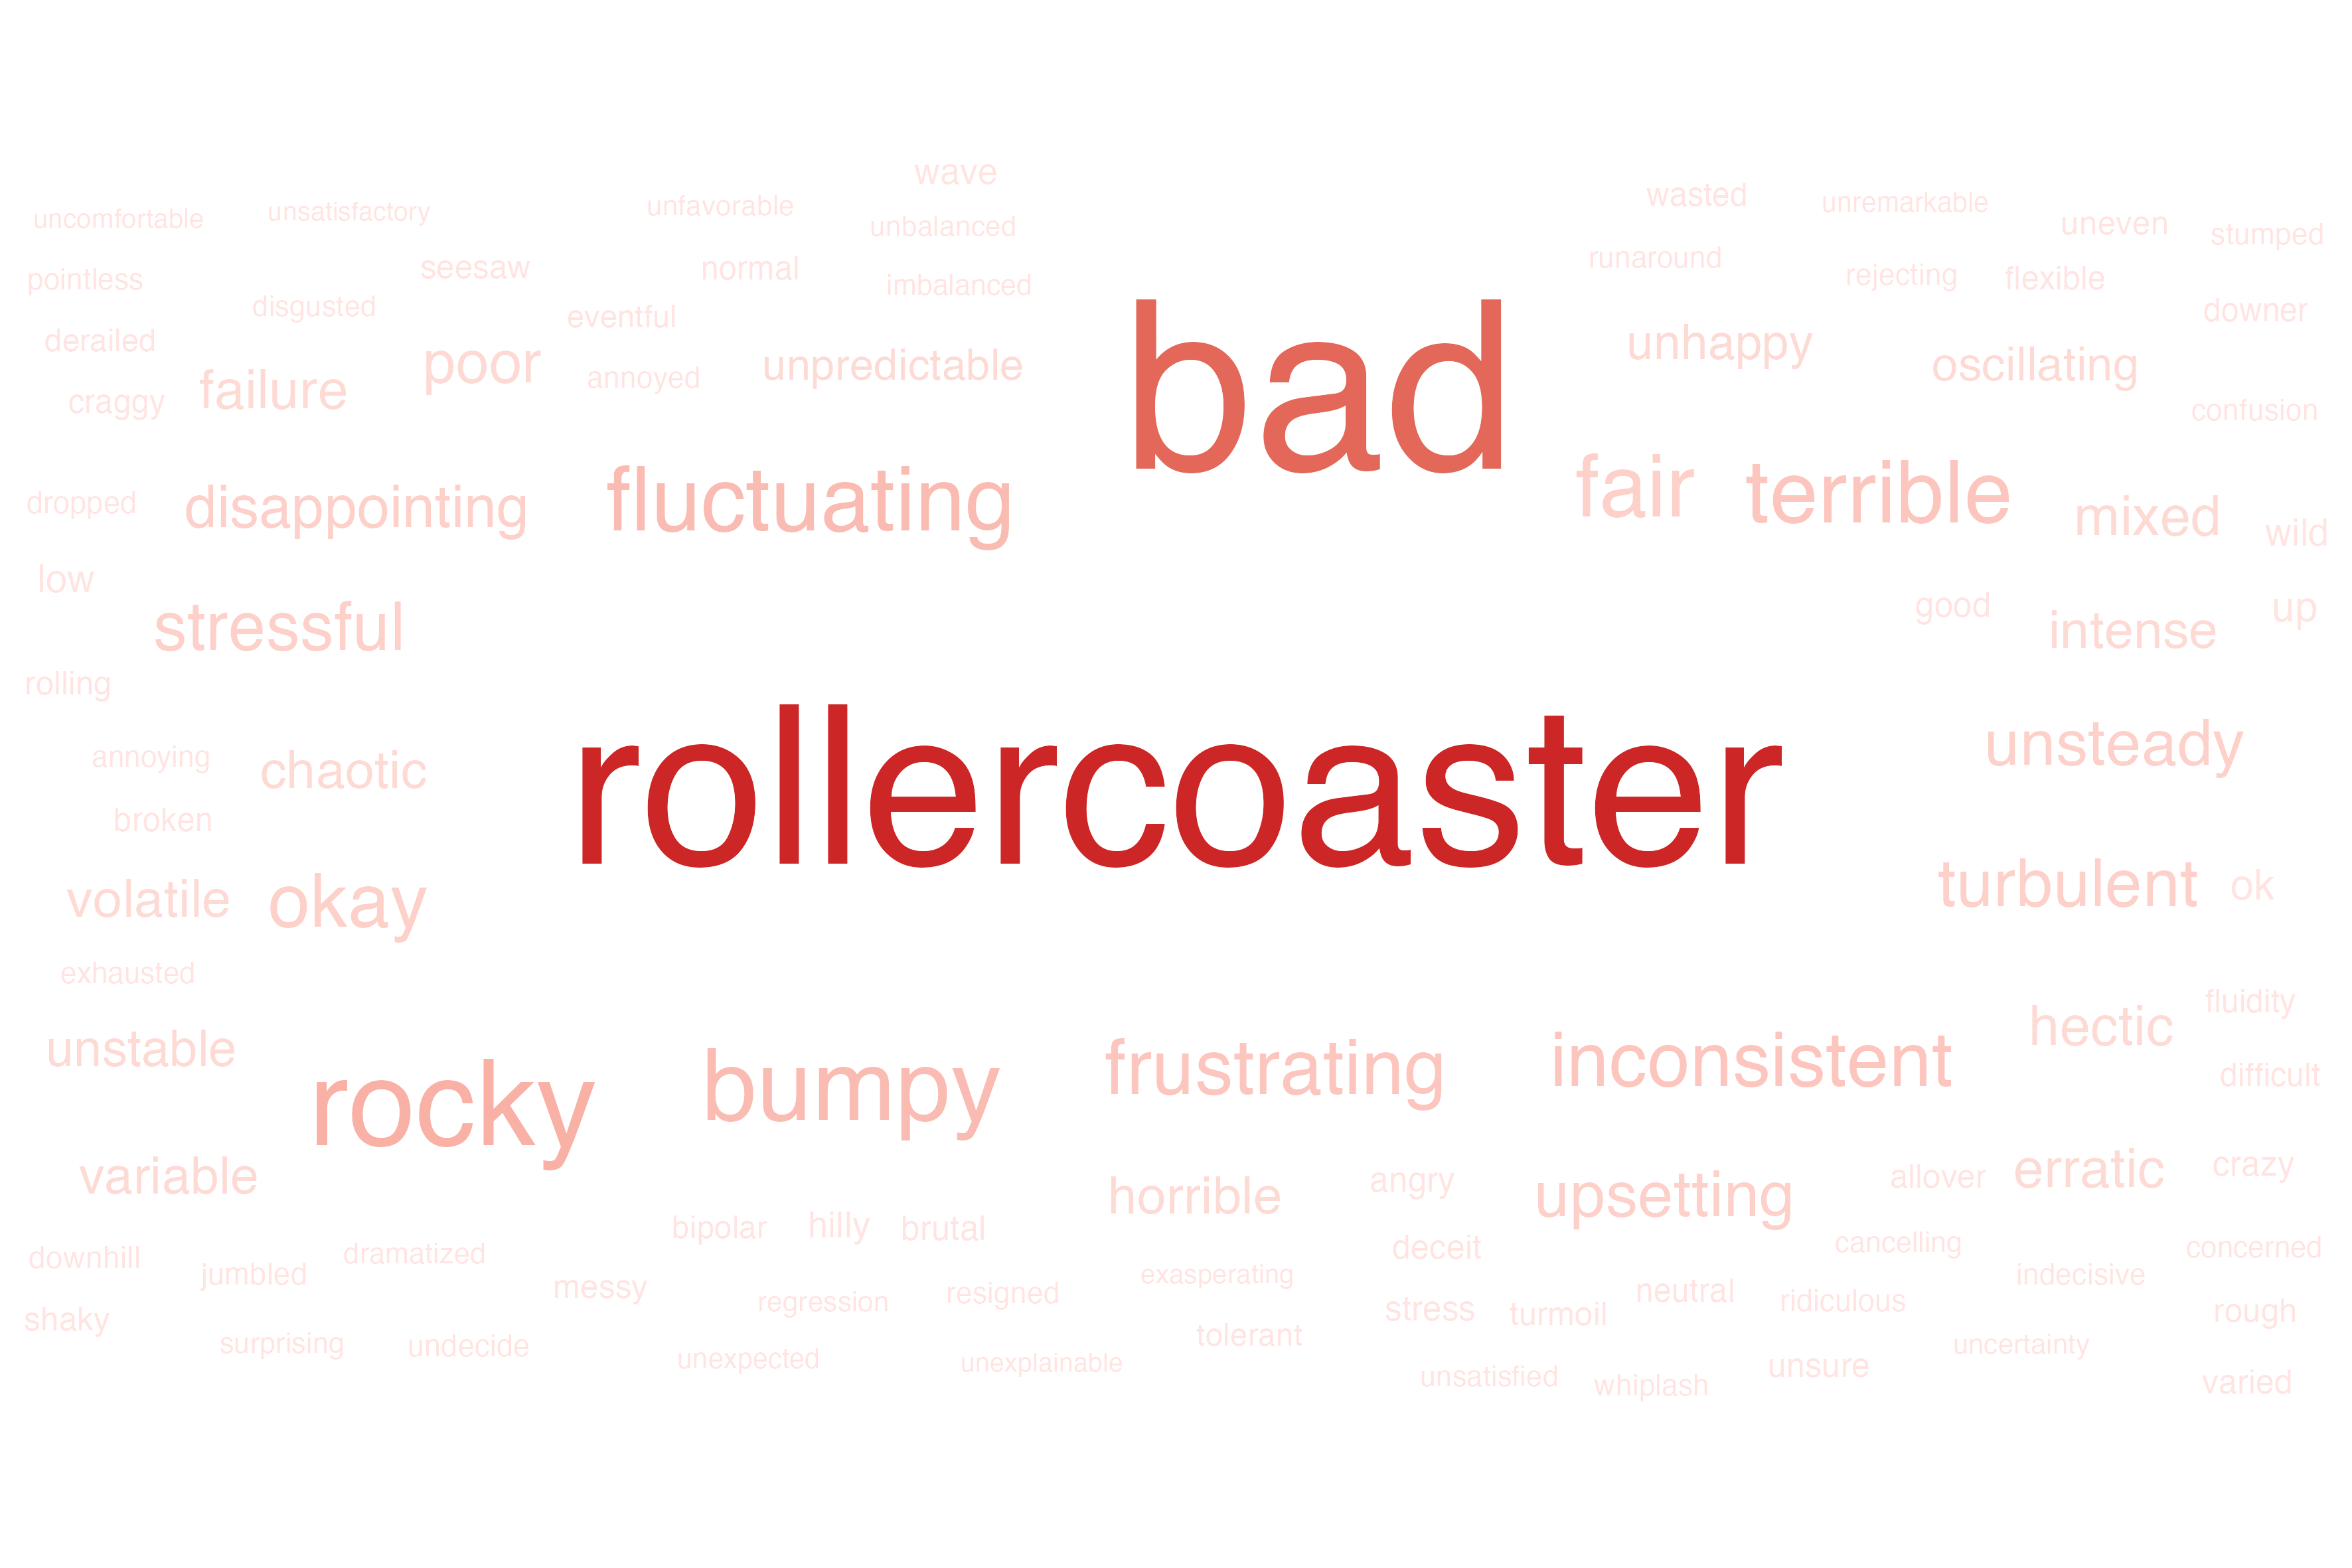 wave
wasted
unremarkable
unfavorable
unsatisfactory
uncomfortable
unbalanced
uneven
stumped
runaround
seesaw
normal
rejecting
flexible
pointless
imbalanced
disgusted
eventful
downer
derailed
bad
unhappy
poor
unpredictable
oscillating
annoyed
failure
craggy
confusion
fair
terrible
fluctuating
dropped
disappointing
mixed
wild
low
good
up
stressful
intense
rolling
unsteady
annoying
chaotic
rollercoaster
broken
turbulent
ok
volatile
okay
exhausted
fluidity
hectic
unstable
inconsistent
frustrating
difficult
bumpy
rocky
crazy
erratic
variable
allover
angry
horrible
upsetting
hilly
bipolar
brutal
cancelling
deceit
concerned
dramatized
downhill
jumbled
exasperating
indecisive
messy
neutral
resigned
regression
ridiculous
stress
rough
turmoil
shaky
tolerant
surprising
undecide
uncertainty
unexpected
unexplainable
unsure
unsatisfied
varied
whiplash